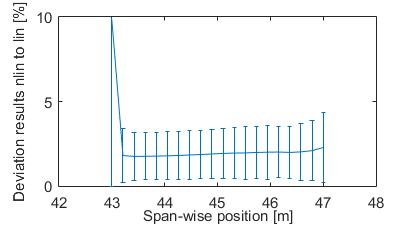 Deviation results nlin to lin [%]
10
5
0
42 43 44 45 46 47 48
Span-wise position [m]